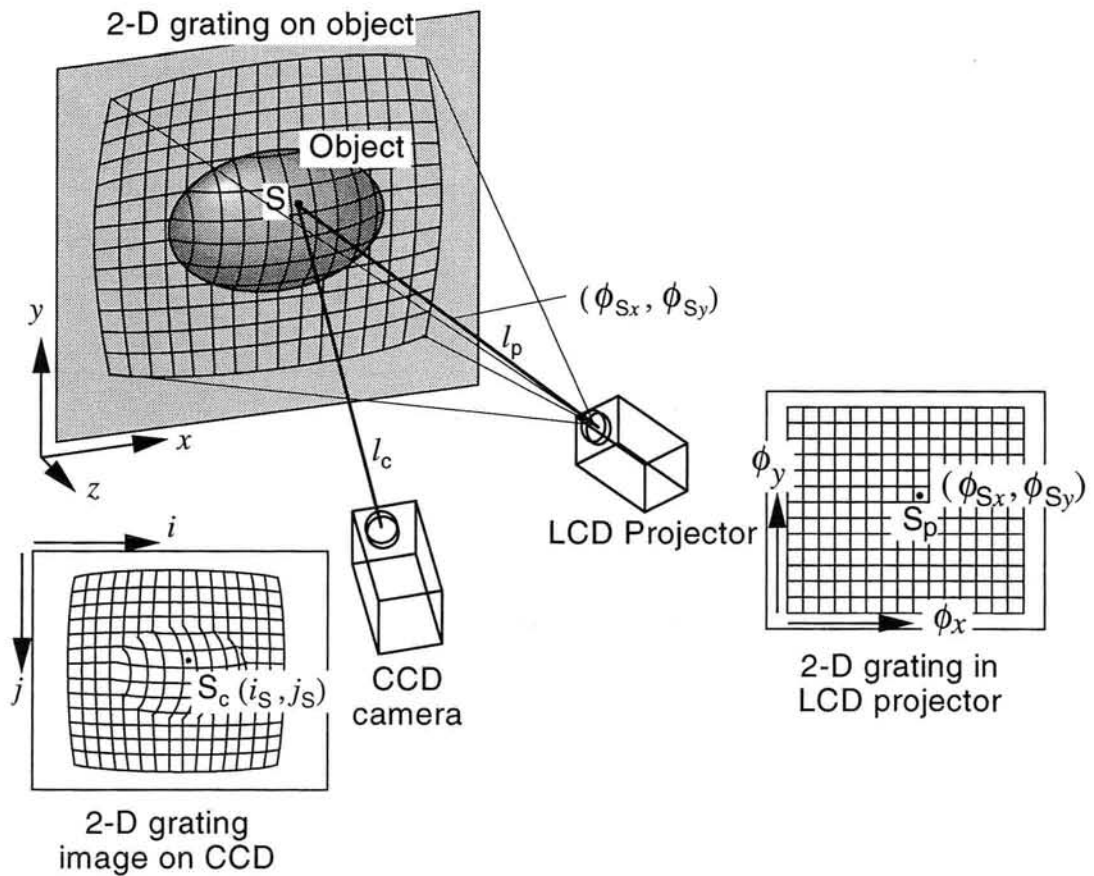 2-D grating on object
Object
S
(ϕSx, ϕSy)
y
lp
x
lc
z
LCD Projector
ϕy
(ϕSx, ϕSy)
Sp
ϕx
2-D grating in
LCD projector
i
j
Sc (iS, jS)
CCD
camera
2-D grating
image on CCD